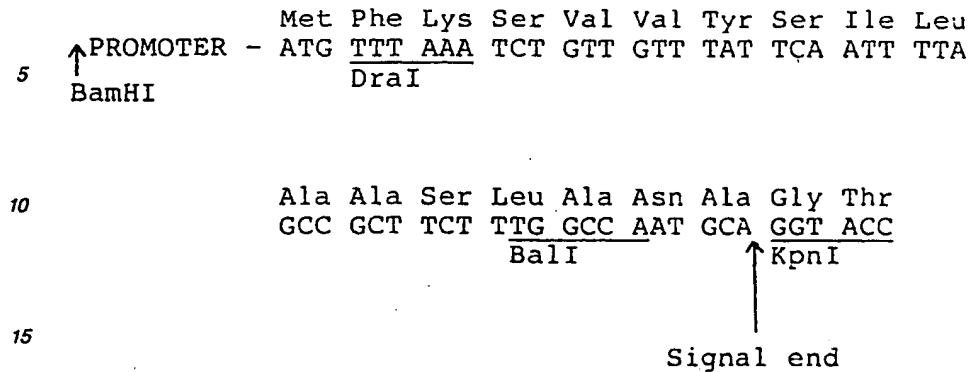 Met Phe Lys Ser Val Val Tyr Ser Ile Leu
PROMOTER - ATG TTT AAA TCT GTT GTT TAT TCA ATT TTA
5
DraI
BamHI
10
Ala Ala Ser Leu Ala Asn Ala Gly Thr
GCC GCT TCT TTG GCC AAT GCA GGT ACC
BalI KpnI
15
Signal end